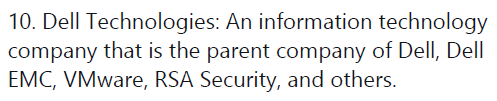 10. Dell Technologies: An information technology
company that is the parent company of Dell, Dell
EMC, VMware, RSA Security, and others.